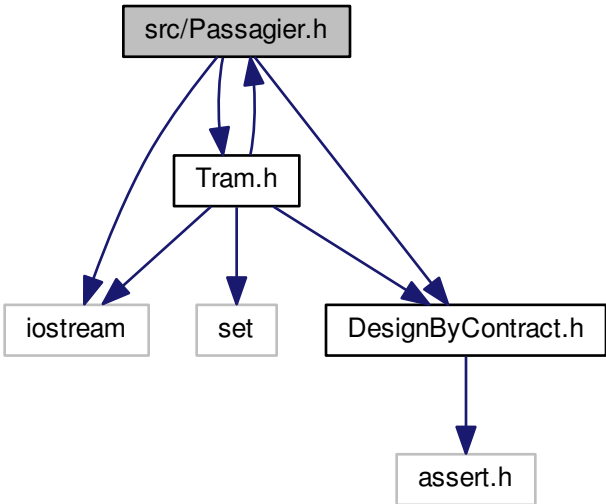 src/Passagier.h
Tram.h
iostream
set
DesignByContract.h
assert.h